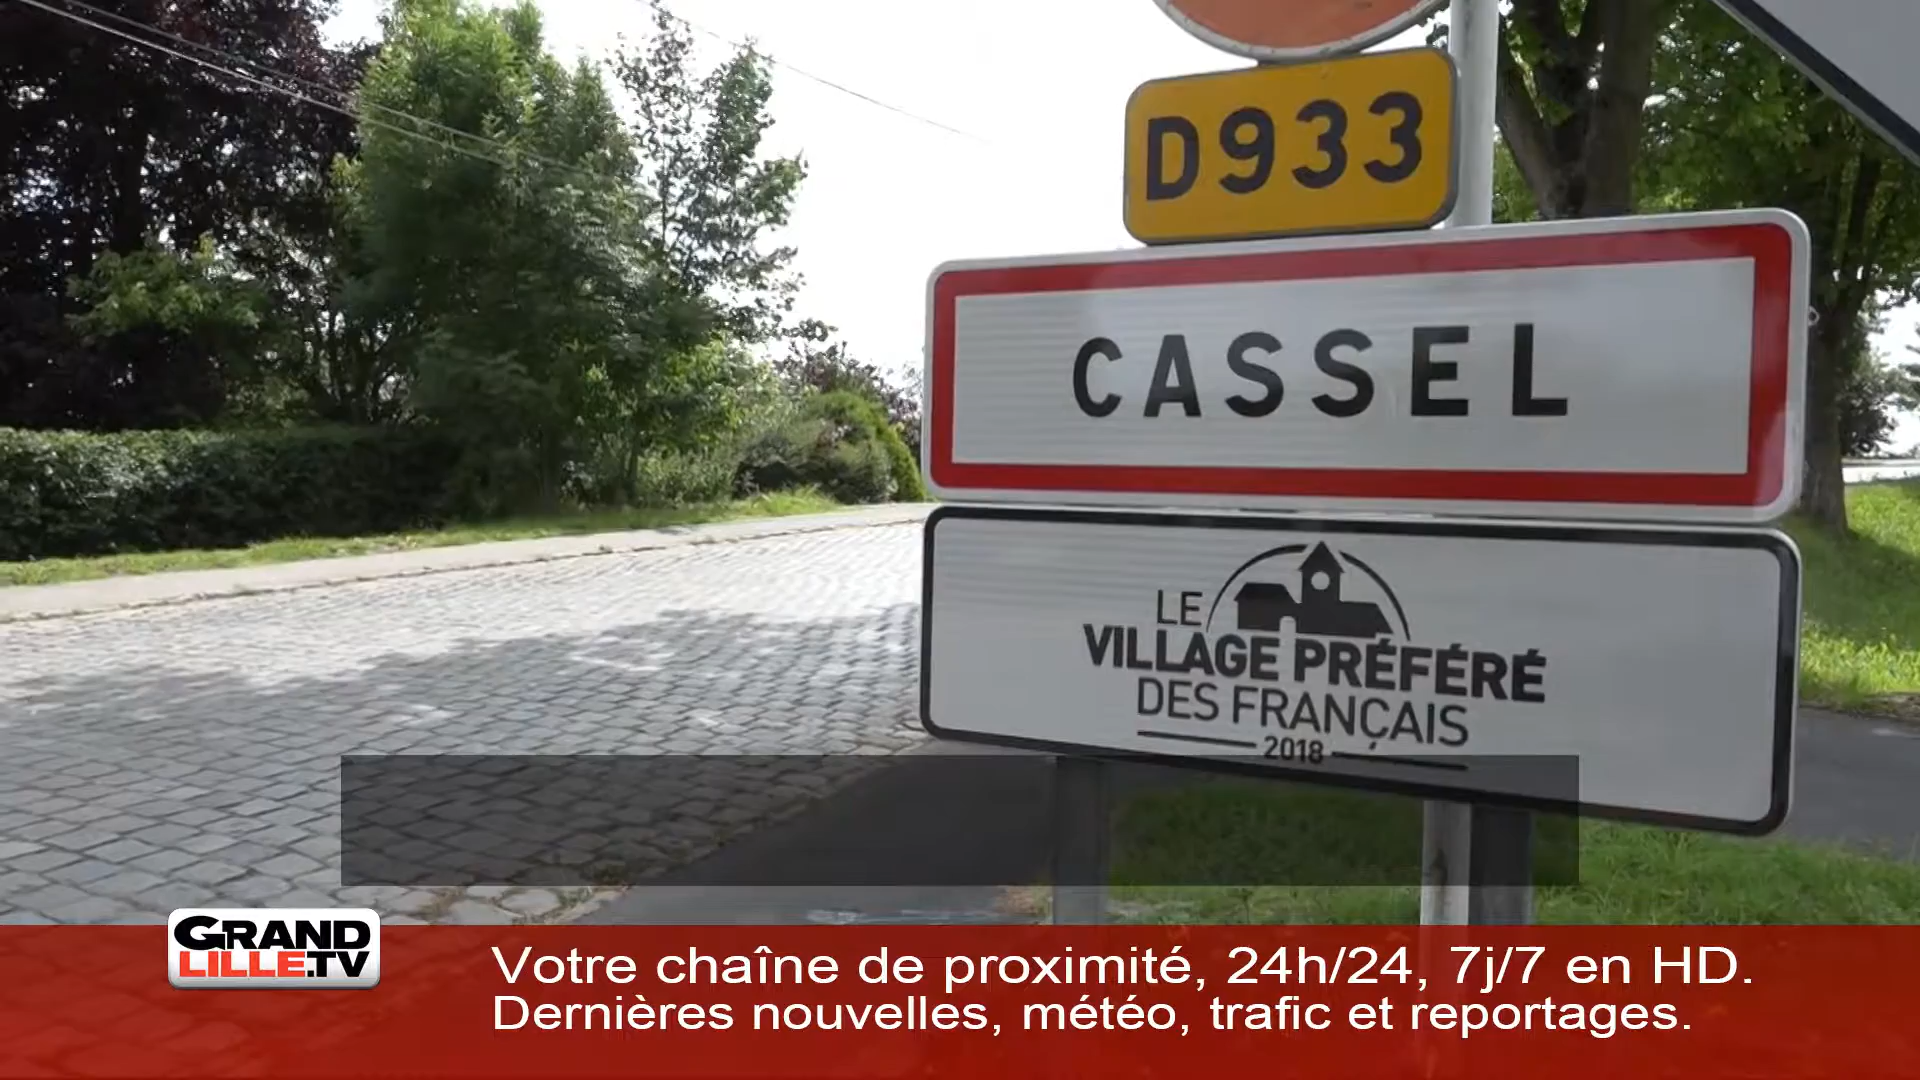 D933
CASSEL
LE
VILLAGE PRÉFÉRÉ
DES FRANÇAIS
2018
GRAND
LILLE.TV
Votre chaîne de proximité, 24h/24, 7j/7 en HD.
Dernières nouvelles, météo, trafic et reportages.